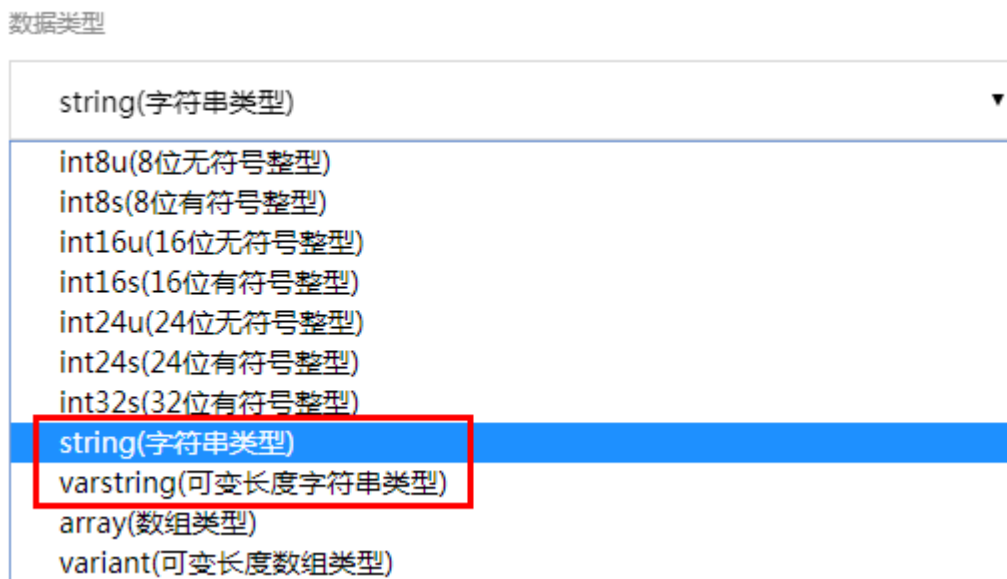 数据类型
string(字符串类型)
int8u(8位无符号整型)
int8s(8位有符号整型)
int16u(16位无符号整型)
int16s(16位有符号整型)
int24u(24位无符号整型)
int24s(24位有符号整型)
int32s(32位有符号整型)
string(字符串类型)
varstring(可变长度字符串类型)
array(数组类型)
variant(可变长度数组类型)